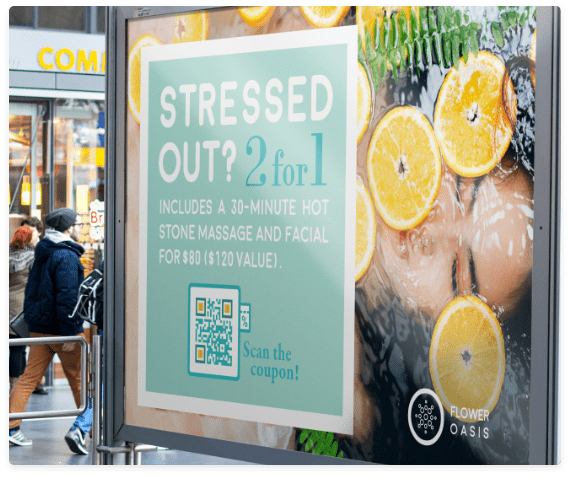 COM
STRESSED
OUT? 2 for 1
INCLUDES A 30-MINUTE HOT
STONE MASSAGE AND FACIAL
FOR $80 ($120 VALUE).
%
Scan the
coupon!
FLOWER
OASIS